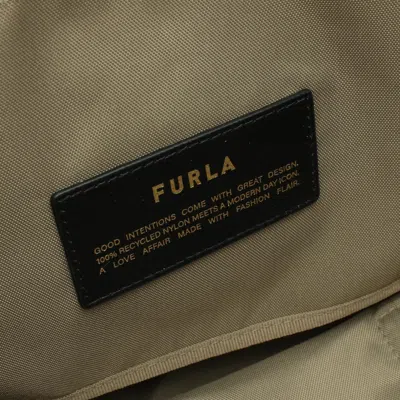 FURLA
GOOD INTENTIONS COME WITH GREAT DESIGN.
100% RECYCLED NYLON MEETS A MODERN DAY ICON.
A LOVE AFFAIR MADE WITH FASHION FLAIR.